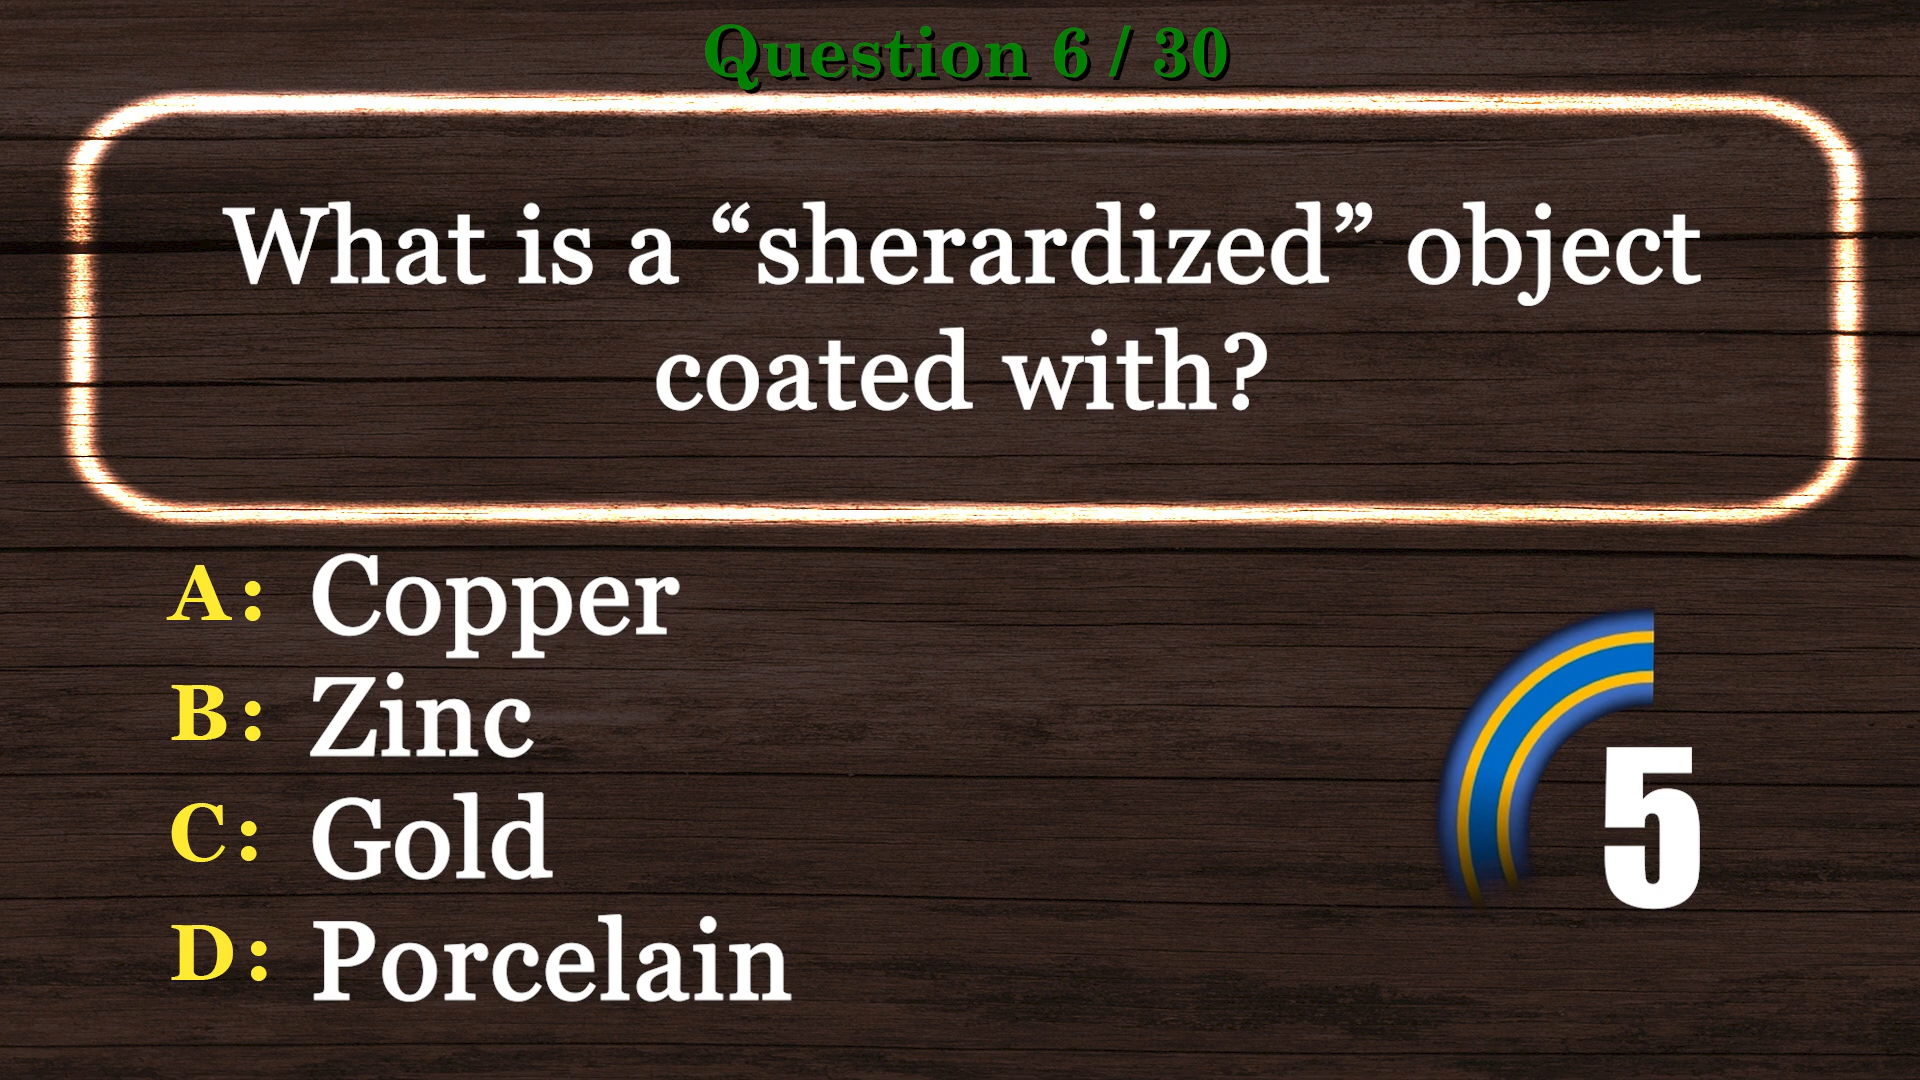 Question 6 / 30
What is a “sherardized” object
coated with?
A: Copper
B: Zinc
C: Gold
D: Porcelain
5